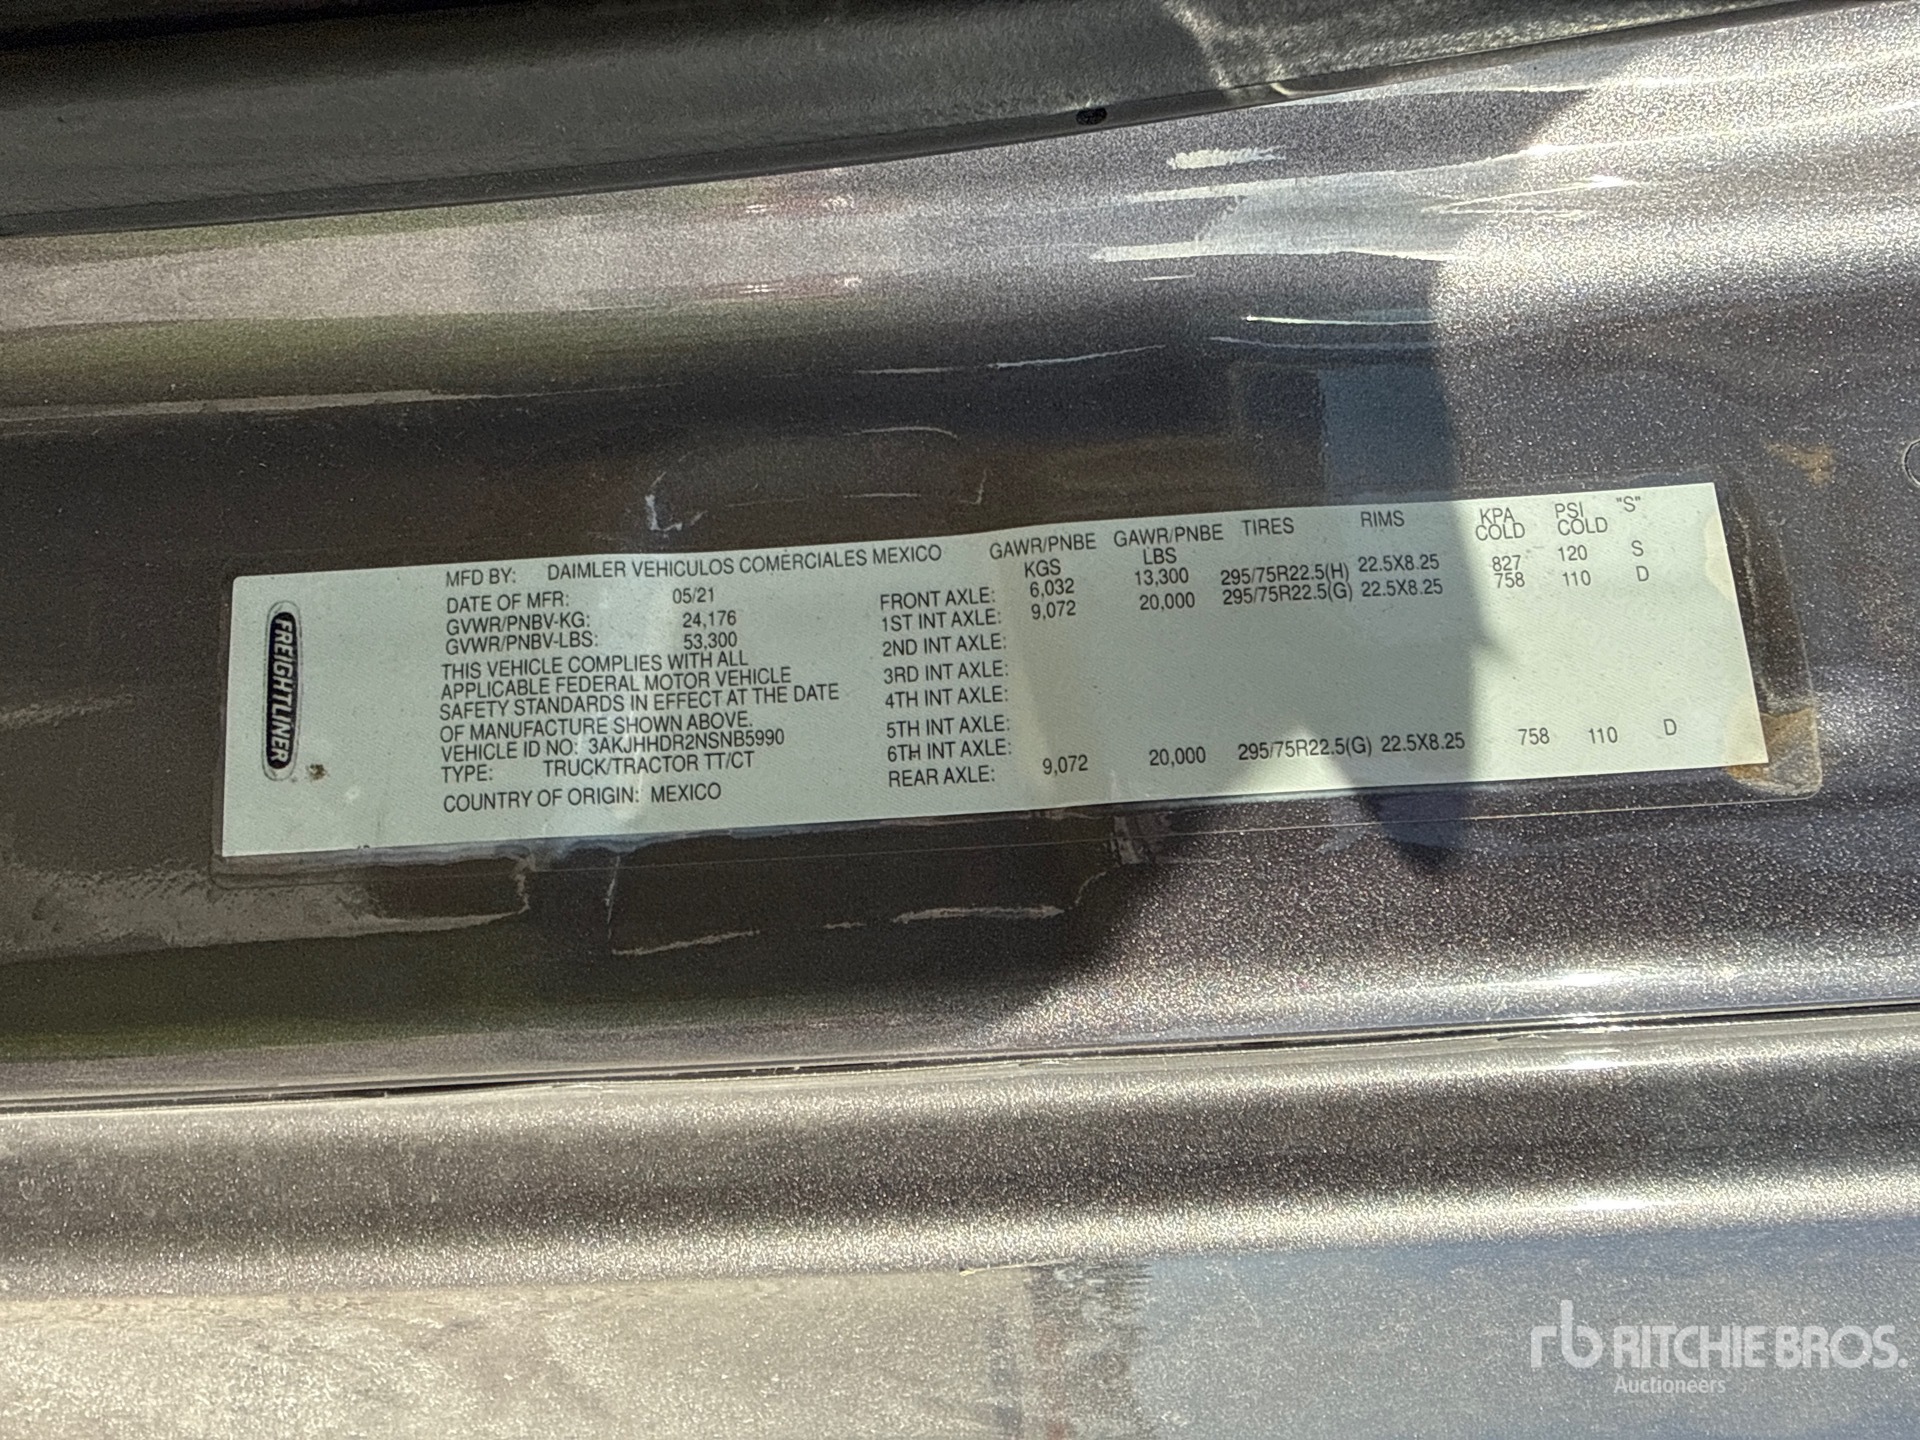 FREIGHTLINER
MFD BY: DAIMLER VEHICULOS COMERCIALES MEXICO
DATE OF MFR: 05/21
GVWR/PNBV-KG: 24,176
GVWR/PNBV-LBS: 53,300
THIS VEHICLE COMPLIES WITH ALL
APPLICABLE FEDERAL MOTOR VEHICLE
SAFETY STANDARDS IN EFFECT AT THE DATE
OF MANUFACTURE SHOWN ABOVE.
VEHICLE ID NO: 3AKJHHDR2NSNB5990
TYPE: TRUCK/TRACTOR TT/CT
COUNTRY OF ORIGIN: MEXICO
GAWR/PNBE GAWR/PNBE TIRES RIMS KPA PSI "S"
KGS LBS COLD COLD
FRONT AXLE: 6,032 13,300 295/75R22.5(H) 22.5X8.25 827 120 S
1ST INT AXLE: 9,072 20,000 295/75R22.5(G) 22.5X8.25 758 110 D
2ND INT AXLE:
3RD INT AXLE:
4TH INT AXLE:
5TH INT AXLE:
6TH INT AXLE:
REAR AXLE: 9,072 20,000 295/75R22.5(G) 22.5X8.25 758 110 D
rb RITCHIE BROS.
Auctioneers